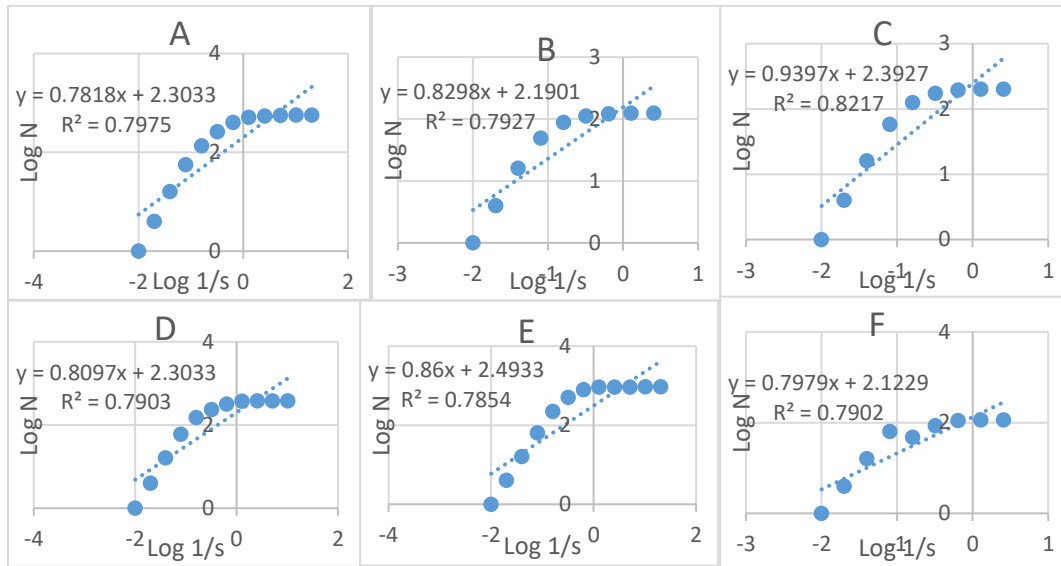 A
4
y = 0.7818x + 2.3033
R² = 0.7975
2
0
-4
-2
0
2
Log N
Log 1/s
B
3
y = 0.8298x + 2.1901
R² = 0.7927
2
1
0
-3
-2
-1
0
1
Log N
Log 1/s
C
3
y = 0.9397x + 2.3927
R² = 0.8217
2
1
0
-3
-2
-1
0
1
Log N
Log 1/s
D
4
y = 0.8097x + 2.3033
R² = 0.7903
2
0
-4
-2
0
2
Log N
Log 1/s
E
4
y = 0.86x + 2.4933
R² = 0.7854
2
0
-4
-2
0
2
Log N
Log 1/s
F
4
y = 0.7979x + 2.1229
R² = 0.7902
2
0
-3
-2
-1
0
1
Log N
Log 1/s